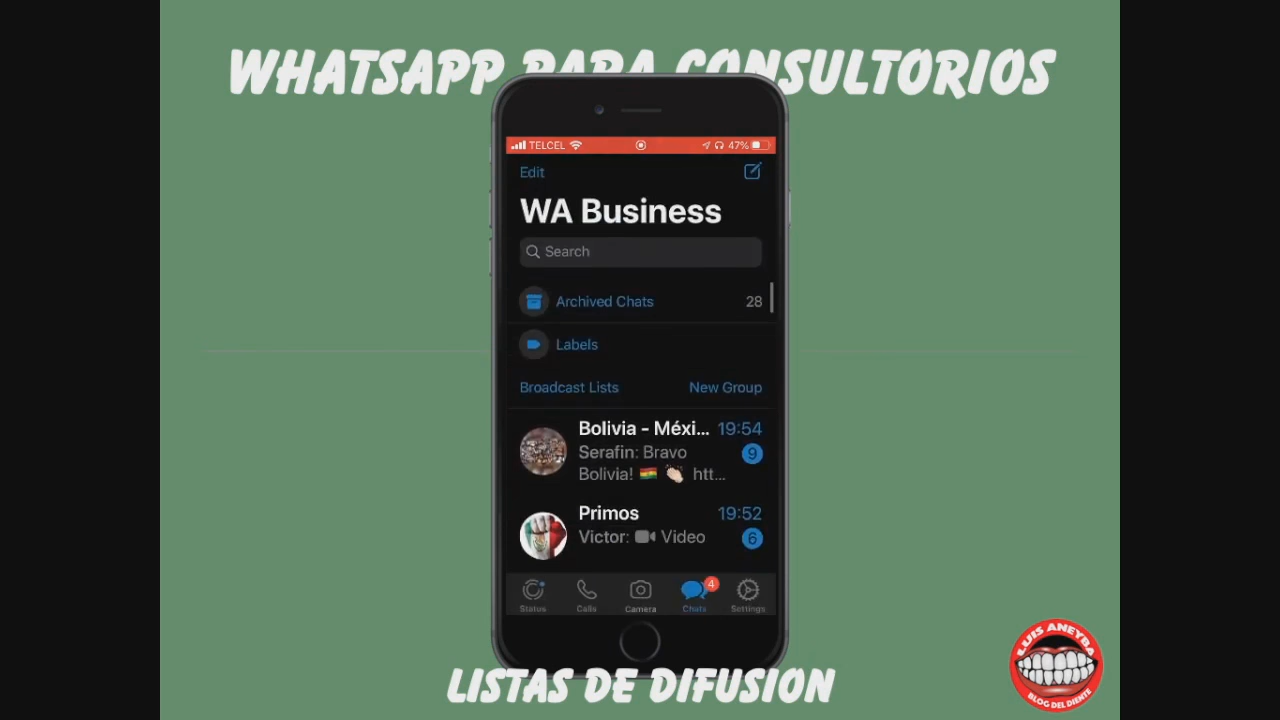 WHATSAPP PARA CONSULTORIOS
TELCEL
47%
Edit
WA Business
Search
Archived Chats 28
Labels
Broadcast Lists New Group
Bolivia - Méxi... 19:54
Serafin: Bravo 9
Bolivia! htt...
Primos 19:52
Victor: Video 6
4
Status Calls Camera Chats Settings
LISTAS DE DIFUSION
LUIS ANEYBA
BLOG DEL DIENTE